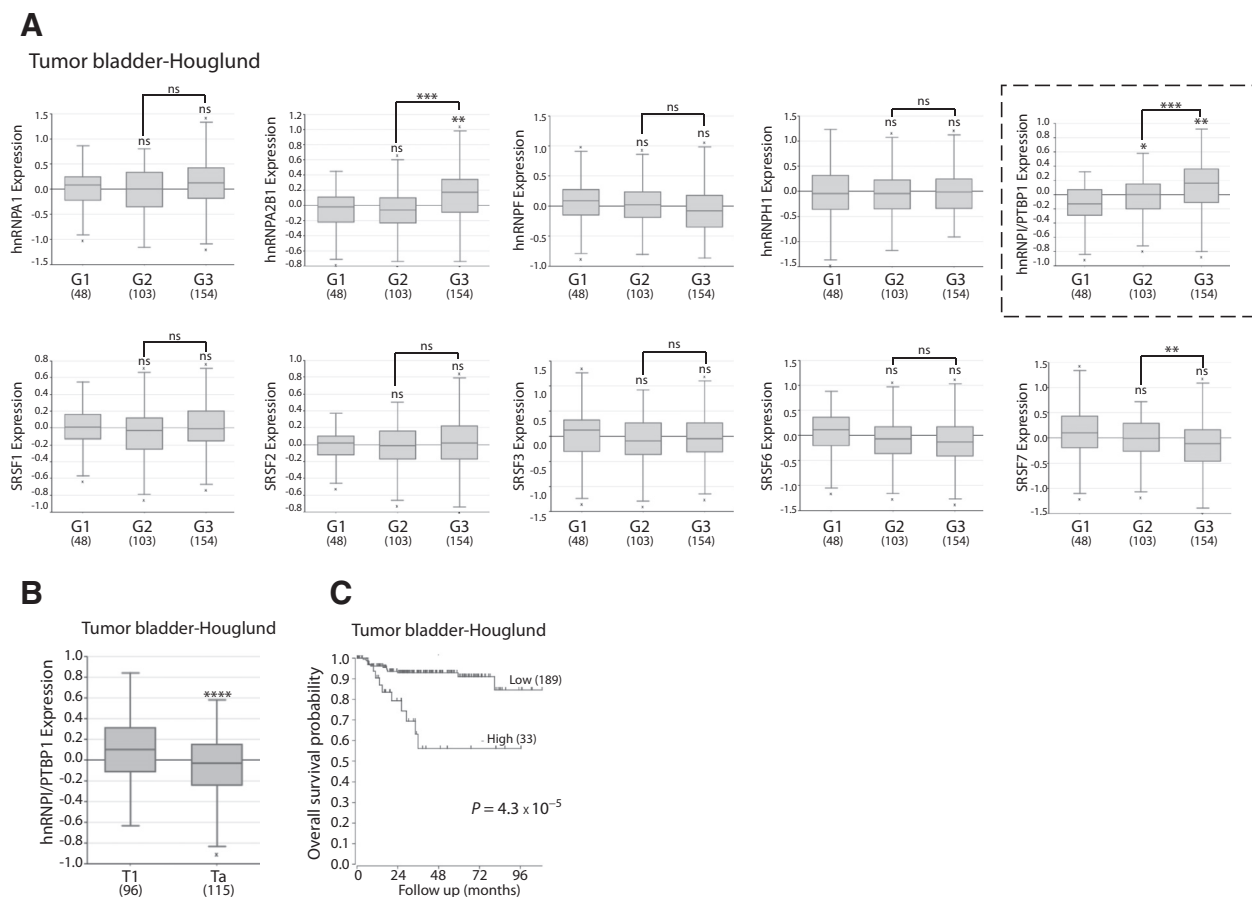 A
Tumor bladder-Houglund
hnRNPA1 Expression
1.5
1.0
0.5
0.0
-0.5
-1.0
-1.5
ns
ns
ns
G1 G2 G3
(48) (103) (154)
hnRNPA2B1 Expression
1.2
1.0
0.8
0.6
0.4
0.2
0.0
-0.2
-0.4
-0.6
-0.8
***
ns
**
G1 G2 G3
(48) (103) (154)
hnRNPF Expression
1.5
1.0
0.5
0.0
-0.5
-1.0
ns
ns
ns
G1 G2 G3
(48) (103) (154)
hnRNPH1 Expression
1.5
1.0
0.5
0.0
-0.5
-1.0
-1.5
ns
ns
ns
G1 G2 G3
(48) (103) (154)
hnRNPI/PTBP1 Expression
1.0
0.8
0.6
0.4
0.2
0.0
-0.2
-0.4
-0.6
-0.8
-1.0
***
*
**
G1 G2 G3
(48) (103) (154)
SRSF1 Expression
0.8
0.6
0.4
0.2
0.0
-0.2
-0.4
-0.6
-0.8
-1.0
ns
ns
ns
G1 G2 G3
(48) (103) (154)
SRSF2 Expression
1.0
0.8
0.6
0.4
0.2
0.0
-0.2
-0.4
-0.6
-0.8
ns
ns
ns
G1 G2 G3
(48) (103) (154)
SRSF3 Expression
1.5
1.0
0.5
0.0
-0.5
-1.0
-1.5
ns
ns
ns
G1 G2 G3
(48) (103) (154)
SRSF6 Expression
1.5
1.0
0.5
0.0
-0.5
-1.0
-1.5
ns
ns
ns
G1 G2 G3
(48) (103) (154)
SRSF7 Expression
1.5
1.0
0.5
0.0
-0.5
-1.0
-1.5
**
ns
ns
G1 G2 G3
(48) (103) (154)
B
Tumor bladder-Houglund
hnRNPI/PTBP1 Expression
1.0
0.8
0.6
0.4
0.2
0.0
-0.2
-0.4
-0.6
-0.8
-1.0
****
T1 Ta
(96) (115)
C
Tumor bladder-Houglund
Overall survival probability
1.0
0.9
0.8
0.7
0.6
0.5
0.4
0.3
0.2
0.1
0.0
Low (189)
High (33)
P = 4.3 x 10⁻⁵
0 24 48 72 96
Follow up (months)